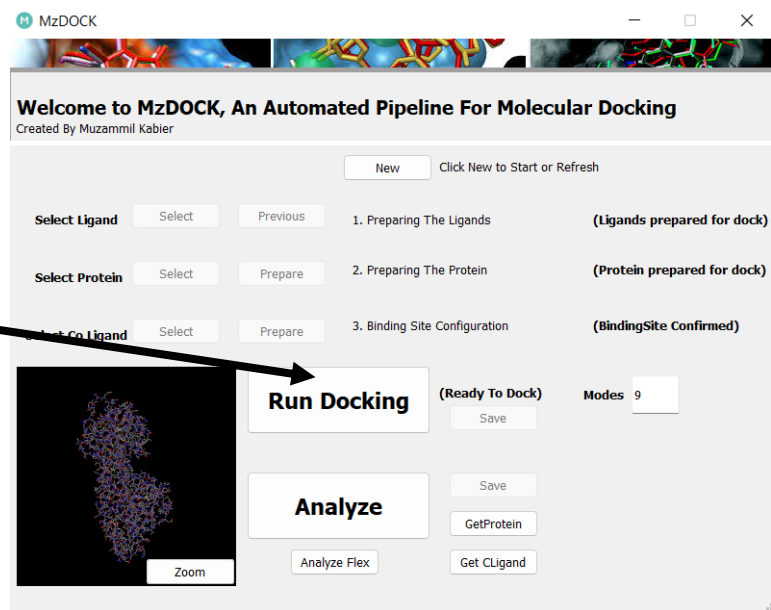 MzDOCK
Welcome to MzDOCK, An Automated Pipeline For Molecular Docking
Created By Muzammil Kabier
New Click New to Start or Refresh
Select Ligand Select Previous 1. Preparing The Ligands (Ligands prepared for dock)
Select Protein Select Prepare 2. Preparing The Protein (Protein prepared for dock)
Select Co Ligand Select Prepare 3. Binding Site Configuration (BindingSite Confirmed)
Run Docking (Ready To Dock) Modes 9
Save
Analyze Save
GetProtein
Zoom Analyze Flex Get CLigand